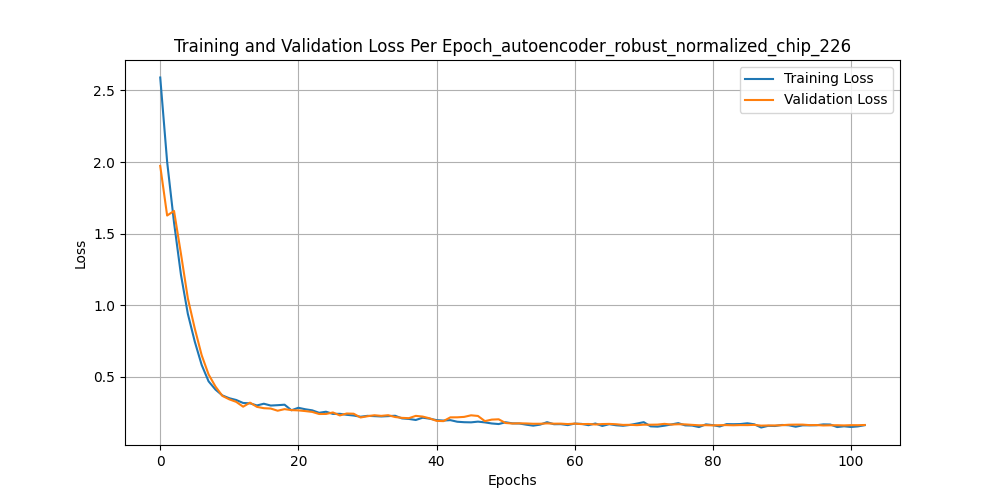 Training and Validation Loss Per Epoch_autoencoder_robust_normalized_chip_226
Training Loss
Validation Loss
Loss
2.5
2.0
1.5
1.0
0.5
0 20 40 60 80 100
Epochs